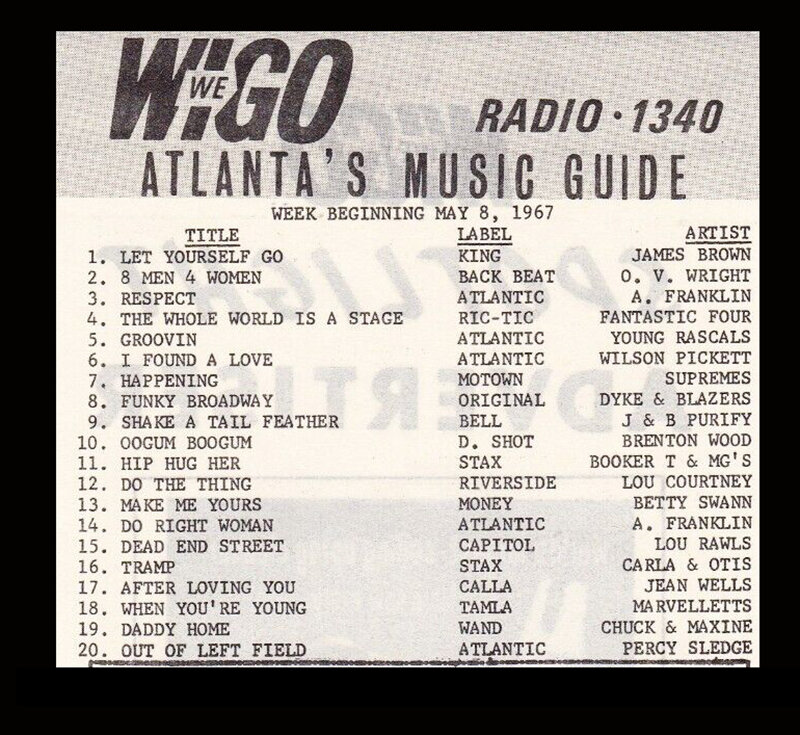 WIGO
WE
RADIO · 1340
ATLANTA'S MUSIC GUIDE
WEEK BEGINNING MAY 8, 1967
TITLE LABEL ARTIST
1. LET YOURSELF GO KING JAMES BROWN
2. 8 MEN 4 WOMEN BACK BEAT O. V. WRIGHT
3. RESPECT ATLANTIC A. FRANKLIN
4. THE WHOLE WORLD IS A STAGE RIC-TIC FANTASTIC FOUR
5. GROOVIN ATLANTIC YOUNG RASCALS
6. I FOUND A LOVE ATLANTIC WILSON PICKETT
7. HAPPENING MOTOWN SUPREMES
8. FUNKY BROADWAY ORIGINAL DYKE & BLAZERS
9. SHAKE A TAIL FEATHER BELL J & B PURIFY
10. OOGUM BOOGUM D. SHOT BRENTON WOOD
11. HIP HUG HER STAX BOOKER T & MG'S
12. DO THE THING RIVERSIDE LOU COURTNEY
13. MAKE ME YOURS MONEY BETTY SWANN
14. DO RIGHT WOMAN ATLANTIC A. FRANKLIN
15. DEAD END STREET CAPITOL LOU RAWLS
16. TRAMP STAX CARLA & OTIS
17. AFTER LOVING YOU CALLA JEAN WELLS
18. WHEN YOU'RE YOUNG TAMLA MARVELLETTS
19. DADDY HOME WAND CHUCK & MAXINE
20. OUT OF LEFT FIELD ATLANTIC PERCY SLEDGE